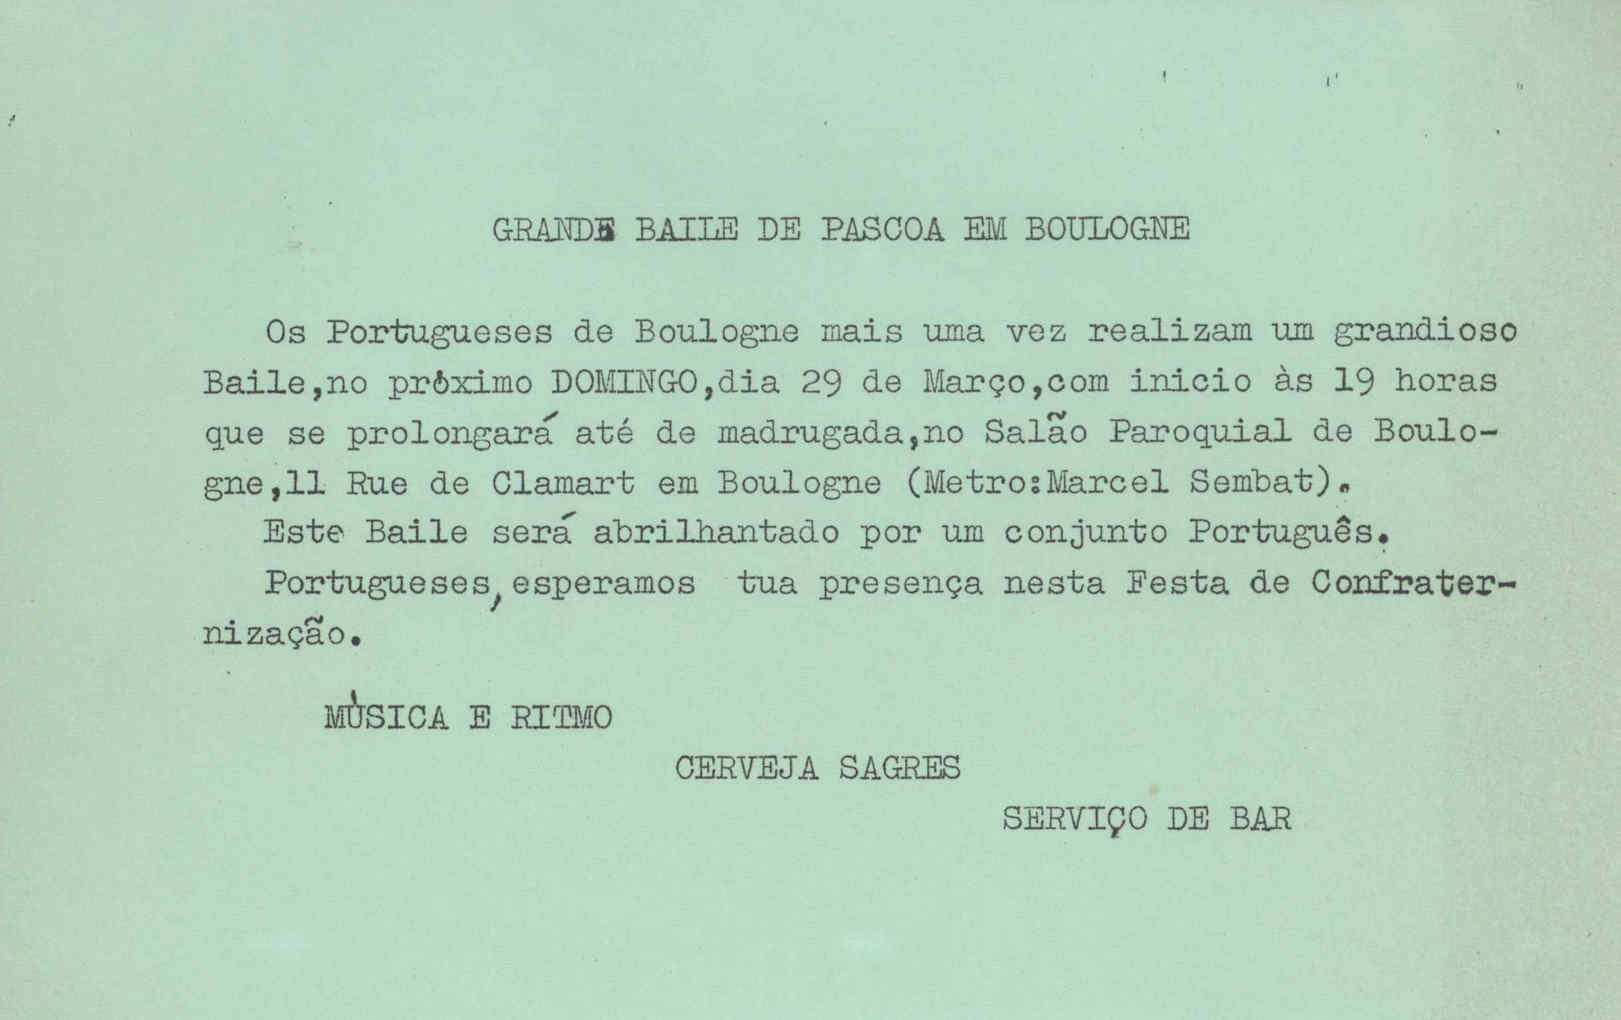 GRANDE BAILE DE PASCOA EM BOULOGNE
Os Portugueses de Boulogne mais uma vez realizam um grandioso
Baile,no próximo DOMINGO,dia 29 de Março,com inicio às 19 horas
que se prolongará até de madrugada,no Salão Paroquial de Boulo-
gne,11 Rue de Clamart em Boulogne (Metro:Marcel Sembat).
Este Baile será abrilhantado por um conjunto Português.
Portugueses, esperamos tua presença nesta Festa de Confrater-
nização.
MÙSICA E RITMO
CERVEJA SAGRES
SERVIÇO DE BAR